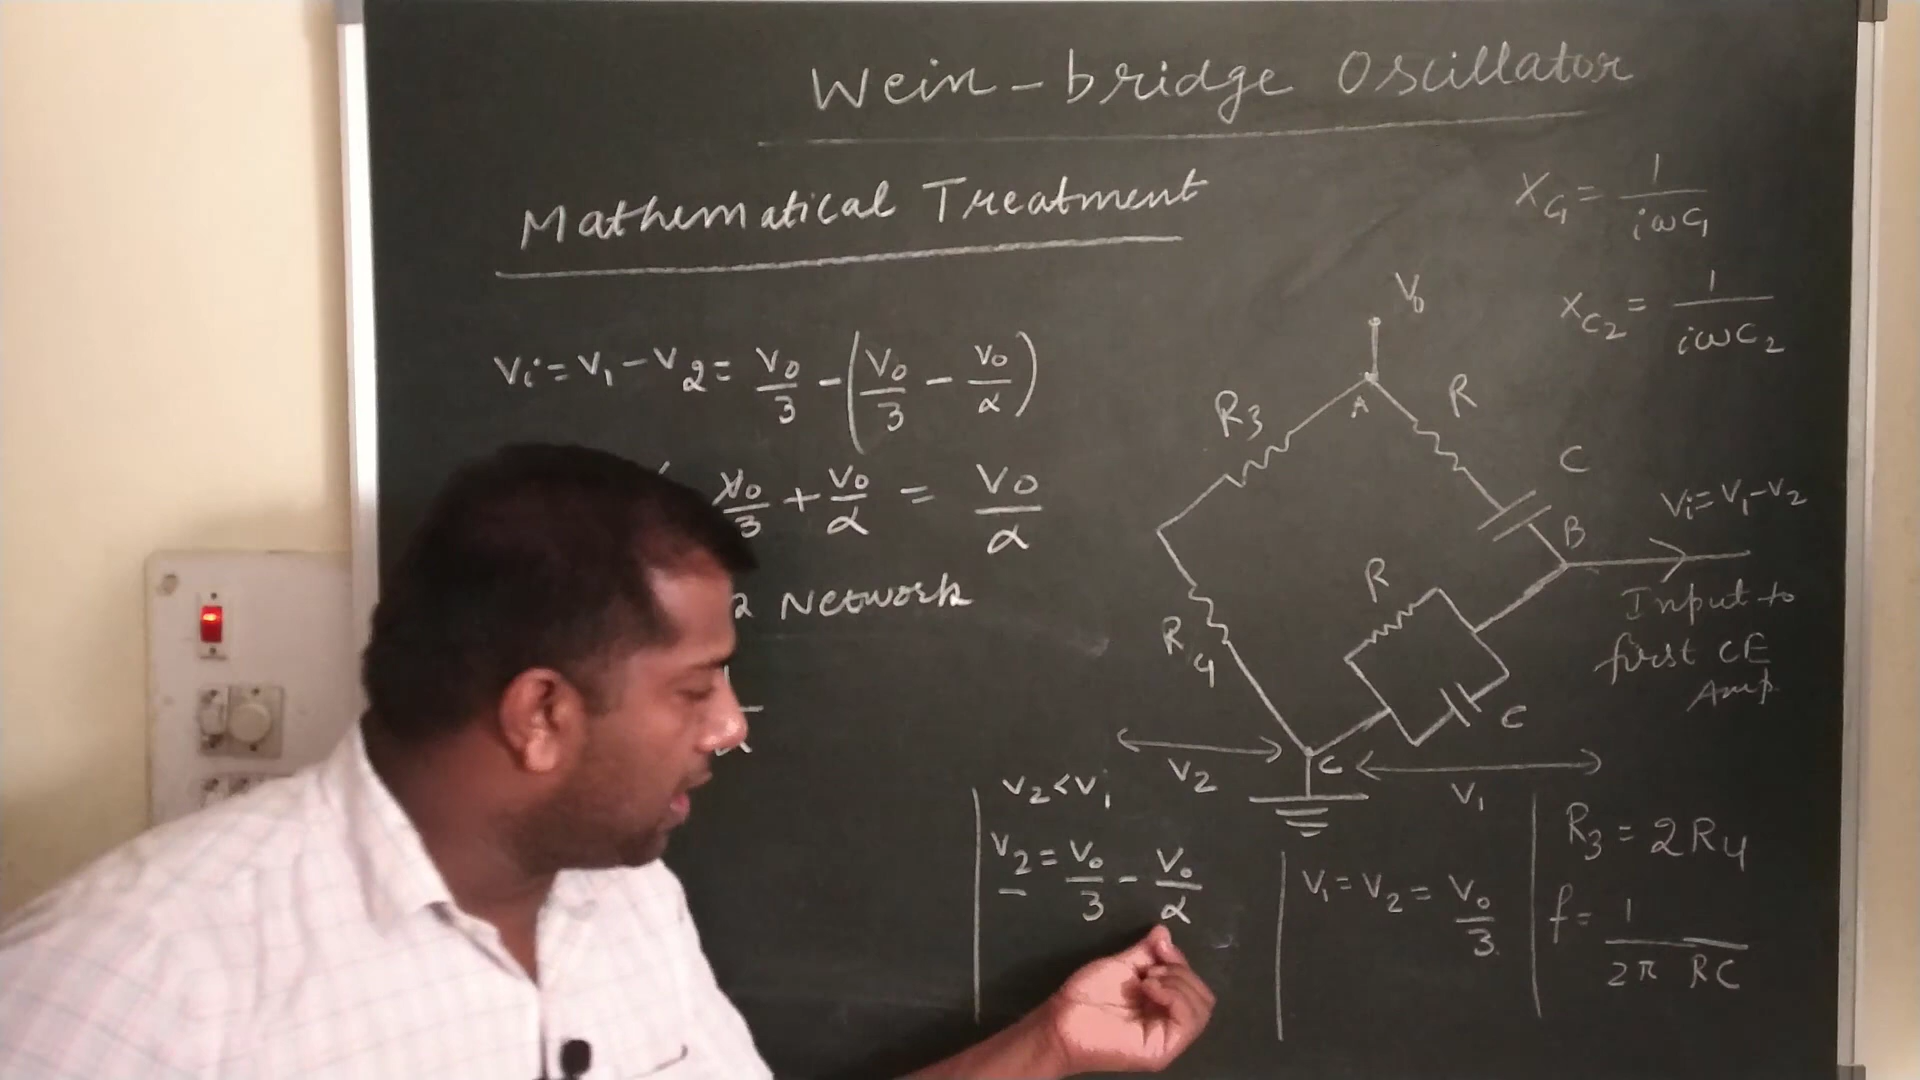 Wein-bridge Oscillator
Mathematical Treatment
X_C1 = 1/iωC1
X_C2 = 1/iωC2
Vi = V1 - V2 = V0/3 - (V0/3 - V0/α)
V0/3 + V0/α = V0/α
2 Network
V0
A
R3
R
C
B
Vi = V1-V2
Input to
first CE
Amp
R
R4
C
C
V2
V1
V2 < Vi
V2 = V0/3 - V0/α
V1 = V2 = V0/3
R3 = 2R4
f = 1/2π RC